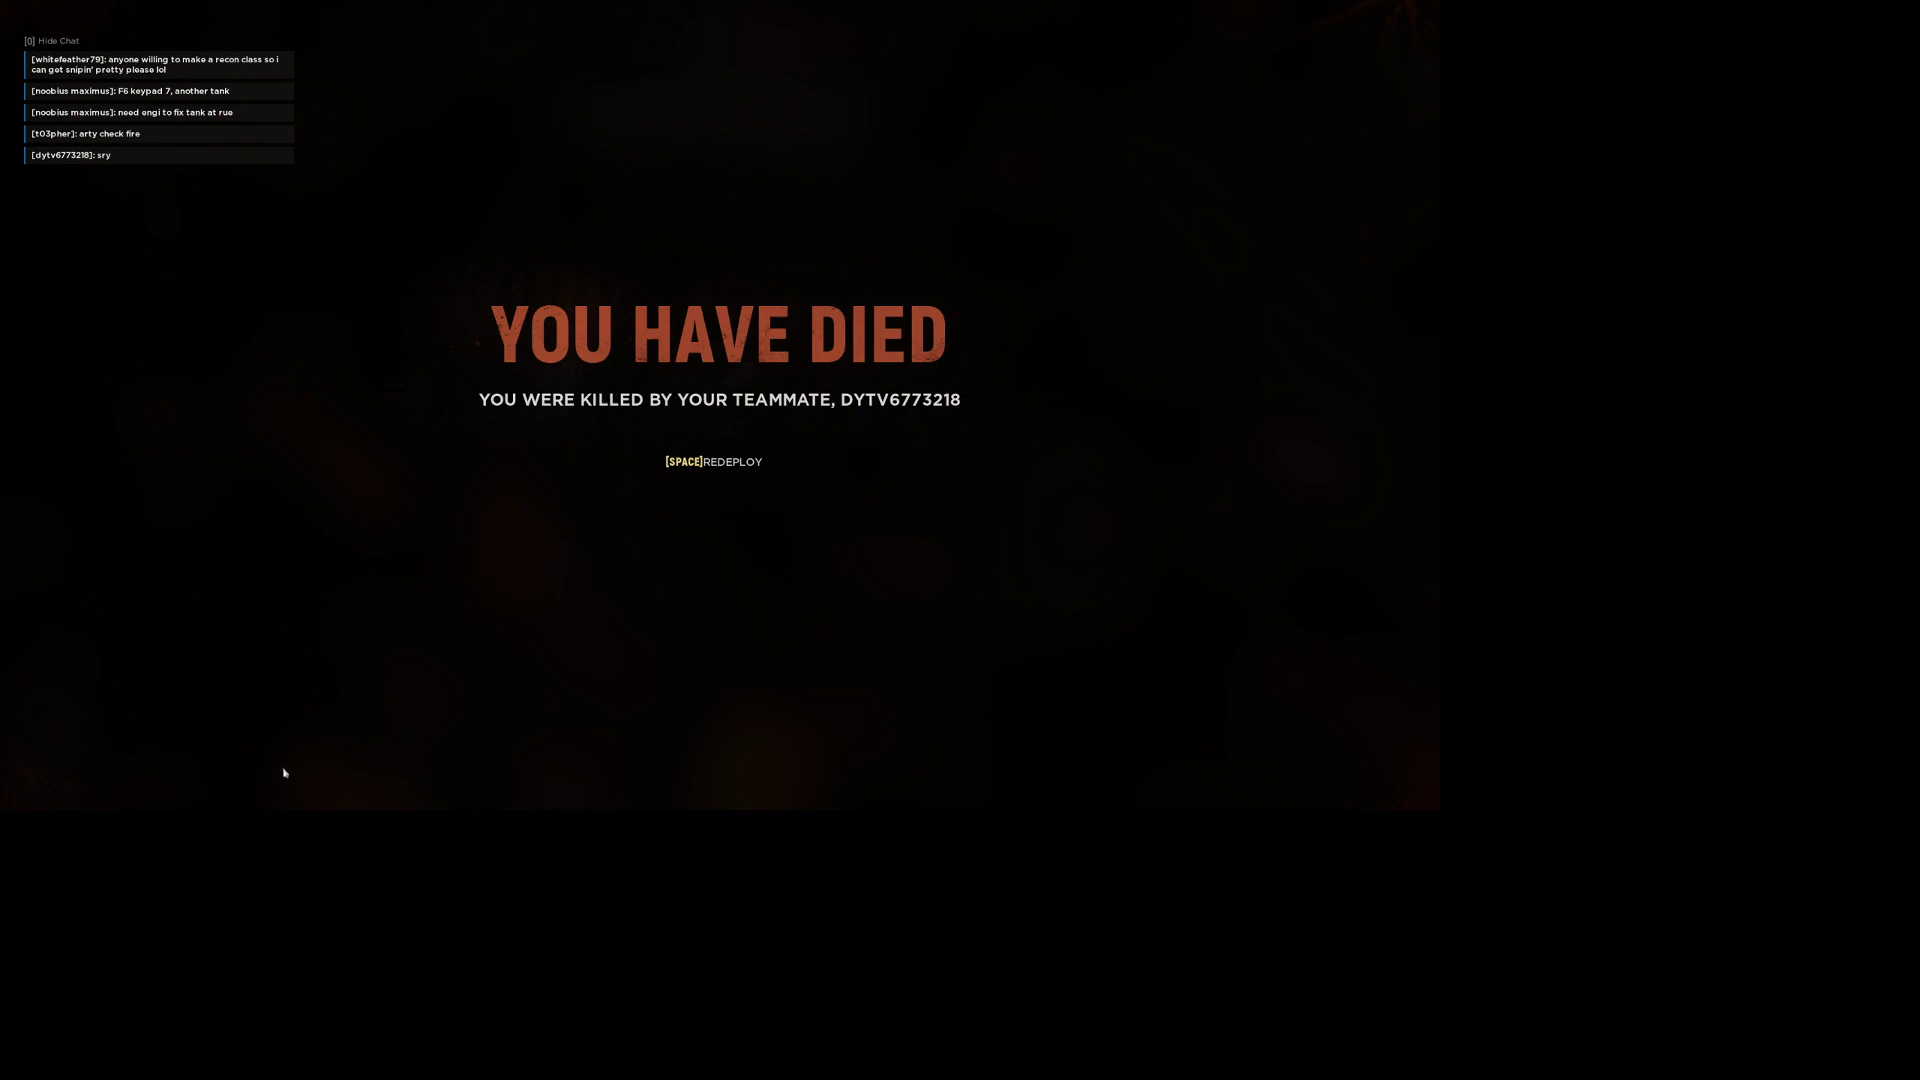 [0] Hide Chat
[whitefeather79]: anyone willing to make a recon class so i
can get snipin' pretty please lol
[noobius maximus]: F6 keypad 7, another tank
[noobius maximus]: need engi to fix tank at rue
[t03pher]: arty check fire
[dytv6773218]: sry
YOU HAVE DIED
YOU WERE KILLED BY YOUR TEAMMATE, DYTV6773218
[SPACE]REDEPLOY